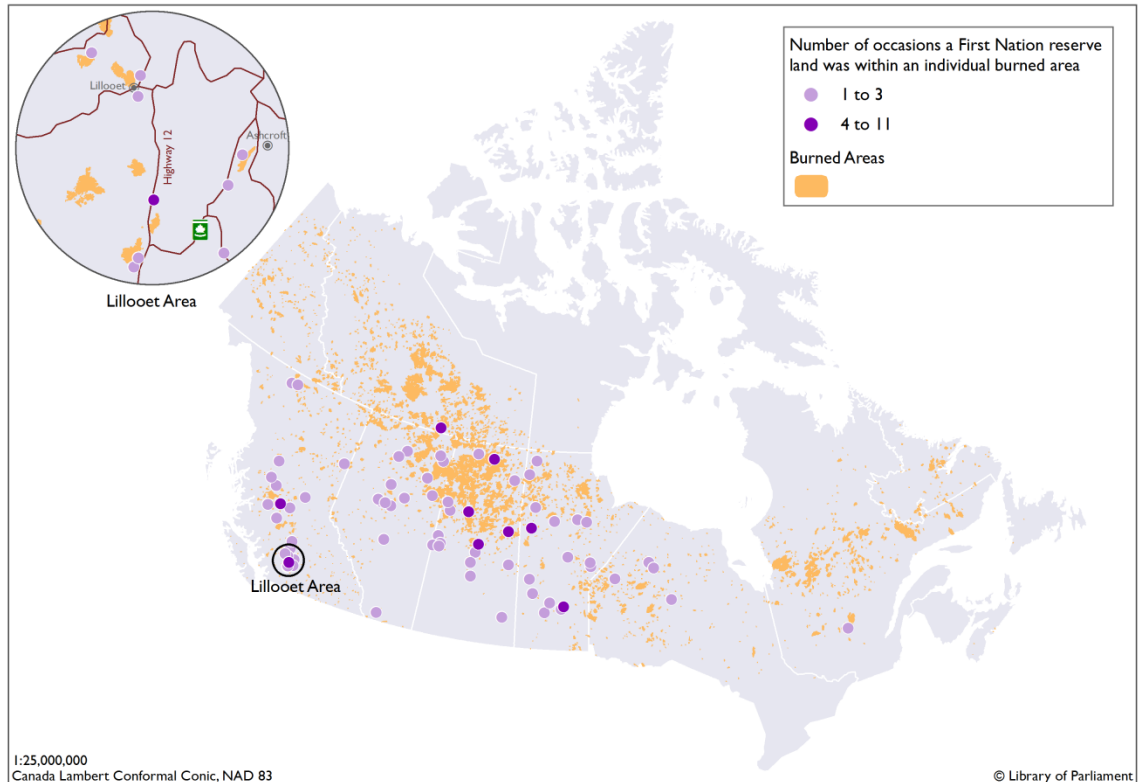 Lillooet
Highway 12
Ashcroft
Lillooet Area
Number of occasions a First Nation reserve
land was within an individual burned area
1 to 3
4 to 11
Burned Areas
Lillooet Area
1:25,000,000
Canada Lambert Conformal Conic, NAD 83
© Library of Parliament